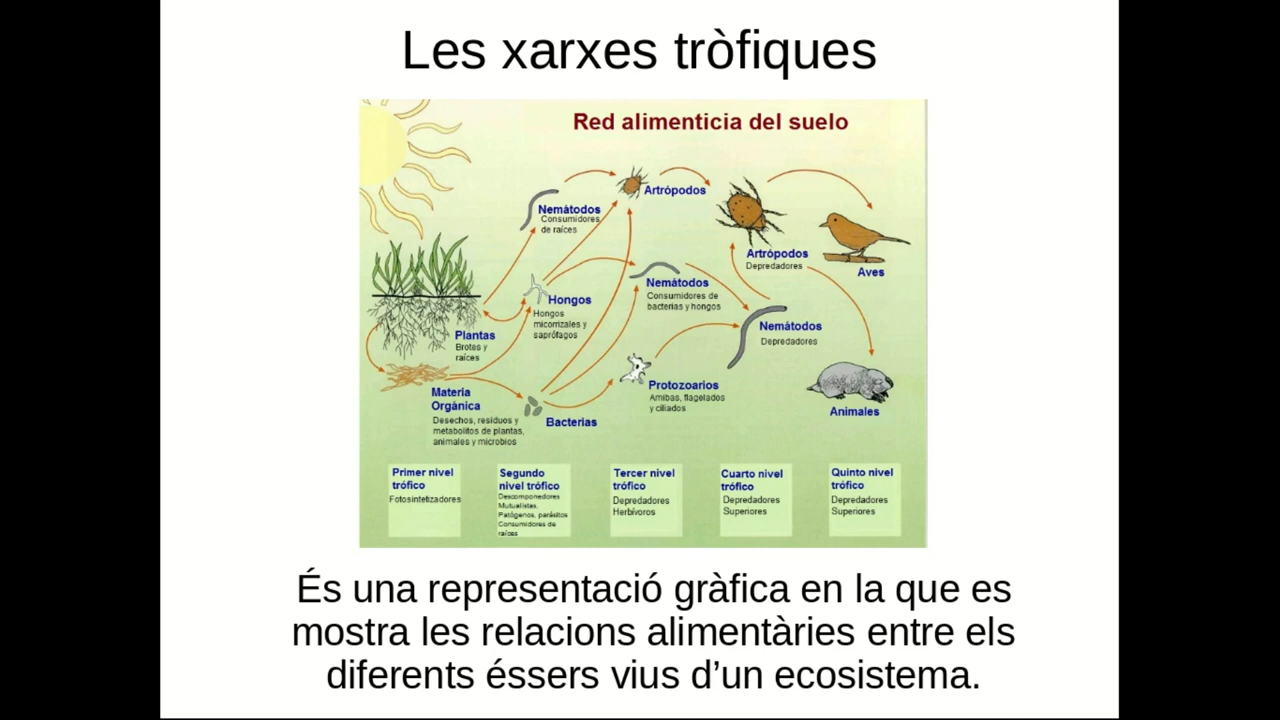 Les xarxes tròfiques
Red alimenticia del suelo
Artrópodos
Nemátodos
Consumidores
de raíces
Artrópodos
Depredadores
Aves
Nemátodos
Consumidores de
bacterias y hongos
Hongos
Hongos
micorrizales y
saprófagos
Plantas
Brotes y
raíces
Nemátodos
Depredadores
Protozoarios
Amibas, flagelados
y ciliados
Materia
Orgánica
Desechos, residuos y
metabolitos de plantas,
animales y microbios
Bacterias
Animales
Primer nivel
trófico
Fotosintetizadores
Segundo
nivel trófico
Descomponedores
Mutualistas,
Patógenos, parásitos
Consumidores de
raíces
Tercer nivel
trófico
Depredadores
Herbívoros
Cuarto nivel
trófico
Depredadores
Superiores
Quinto nivel
trófico
Depredadores
Superiores
És una representació gràfica en la que es
mostra les relacions alimentàries entre els
diferents éssers vius d’un ecosistema.